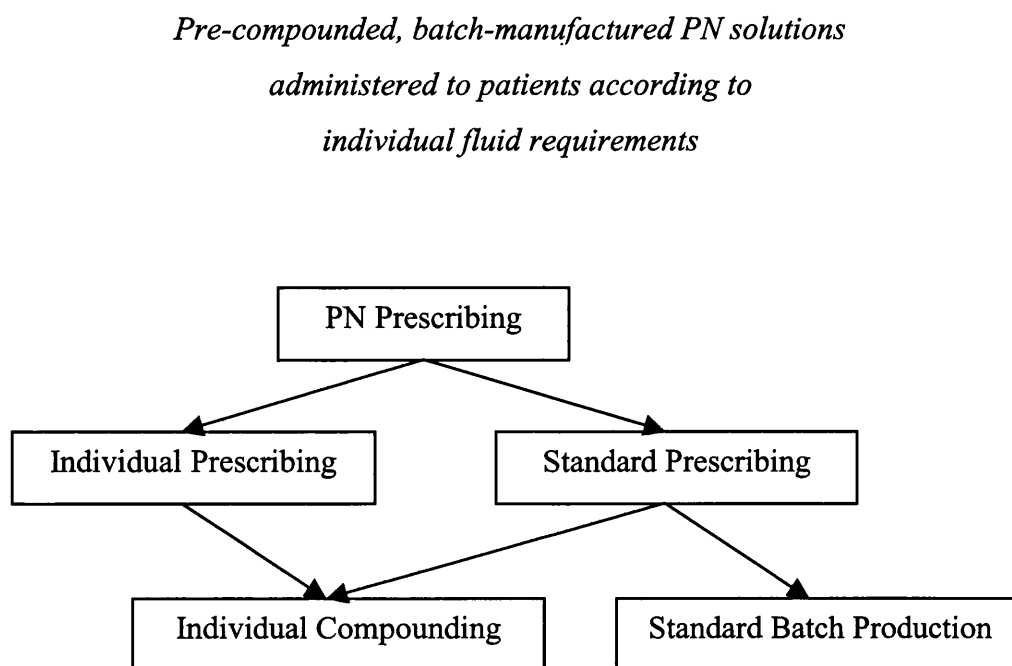 Pre-compounded, batch-manufactured PN solutions
administered to patients according to
individual fluid requirements
PN Prescribing
Individual Prescribing
Standard Prescribing
Individual Compounding
Standard Batch Production